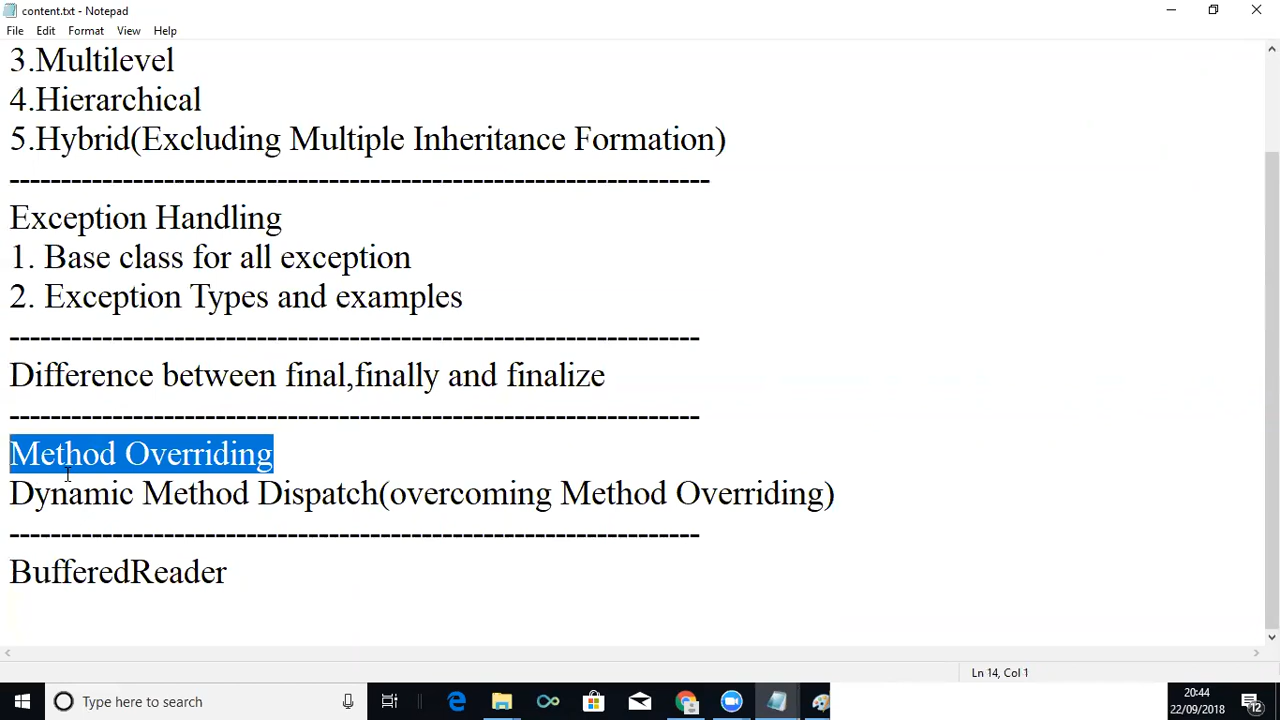 content.txt - Notepad
File Edit Format View Help
3.Multilevel
4.Hierarchical
5.Hybrid(Excluding Multiple Inheritance Formation)
--------------------------------------------------------------------
Exception Handling
1. Base class for all exception
2. Exception Types and examples
-------------------------------------------------------------------
Difference between final,finally and finalize
-------------------------------------------------------------------
Method Overriding
Dynamic Method Dispatch(overcoming Method Overriding)
-------------------------------------------------------------------
BufferedReader
Ln 14, Col 1
Type here to search
20:44
22/09/2018
12